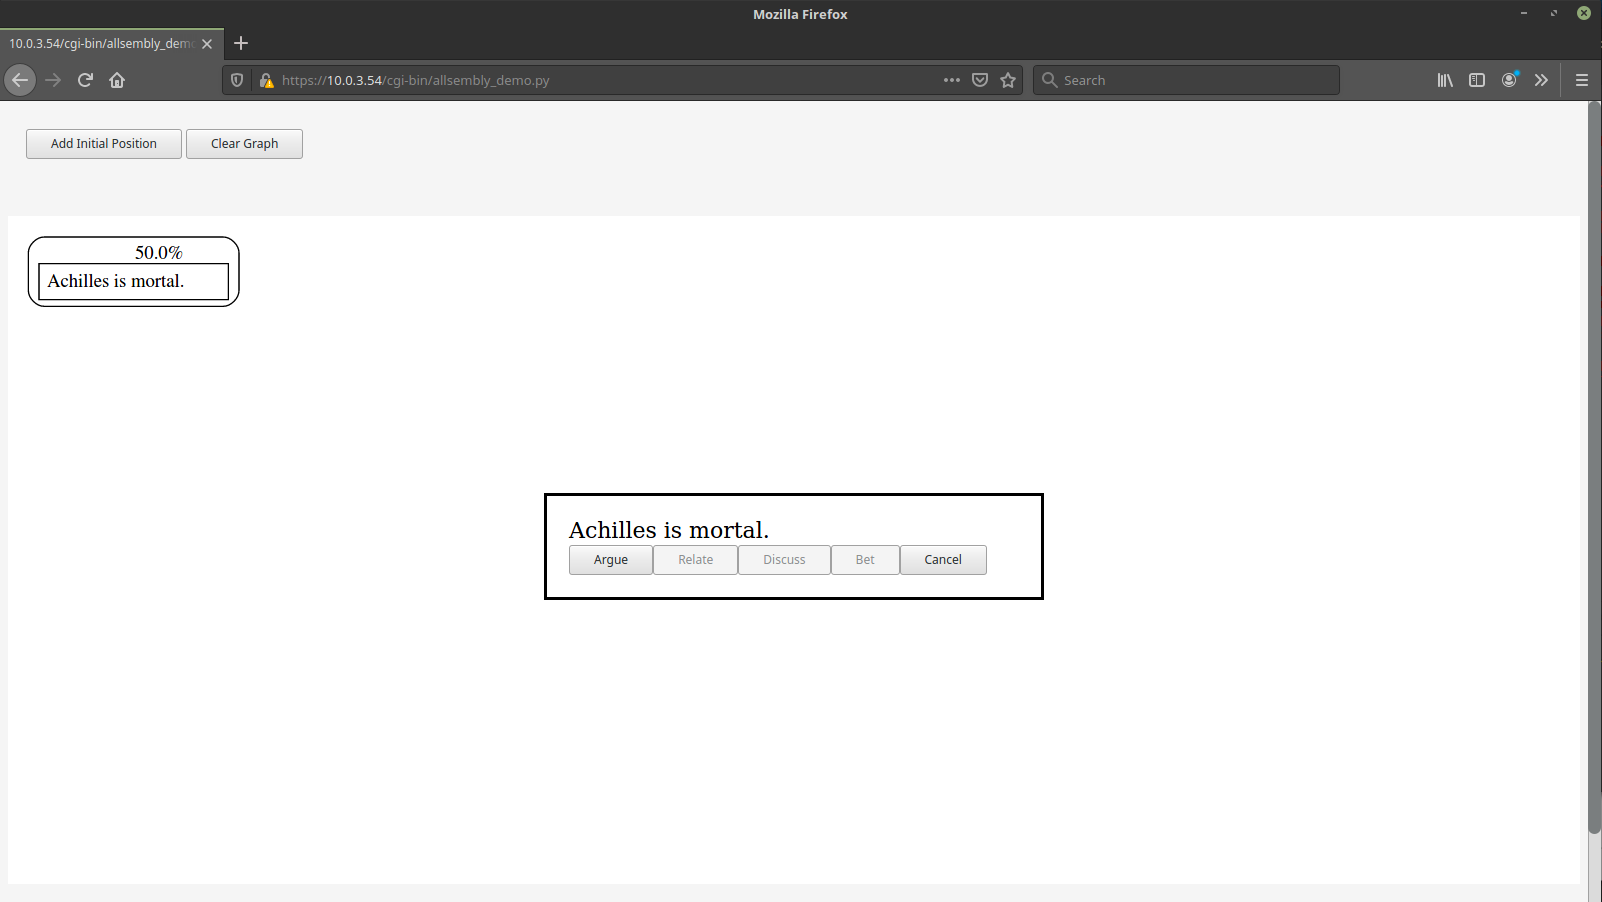 Mozilla Firefox
10.0.3.54/cgi-bin/allsembly_demo
https://10.0.3.54/cgi-bin/allsembly_demo.py
Search
Add Initial Position Clear Graph
50.0%
Achilles is mortal.
Achilles is mortal.
Argue Relate Discuss Bet Cancel